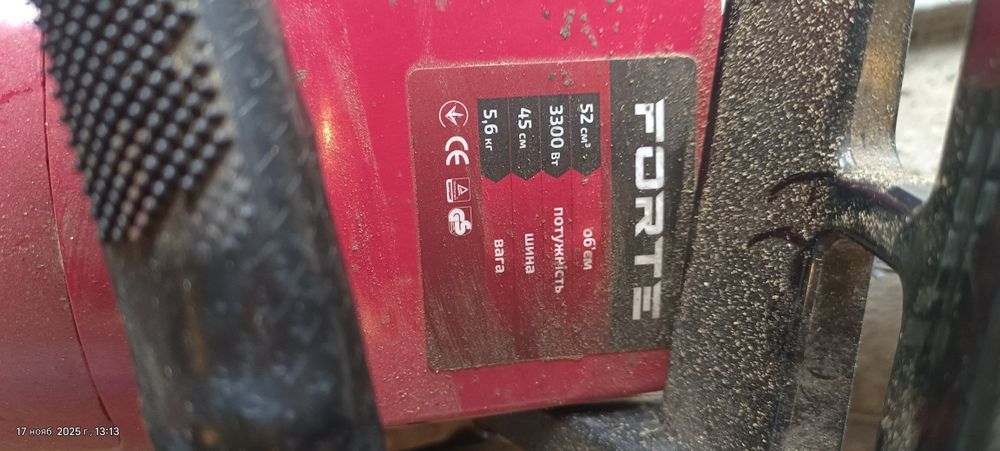 FORTE
52 см³ об'єм
3300 Вт потужність
45 см шина
5,6 кг вага
CE
GS
17 нояб. 2025 г., 13:13